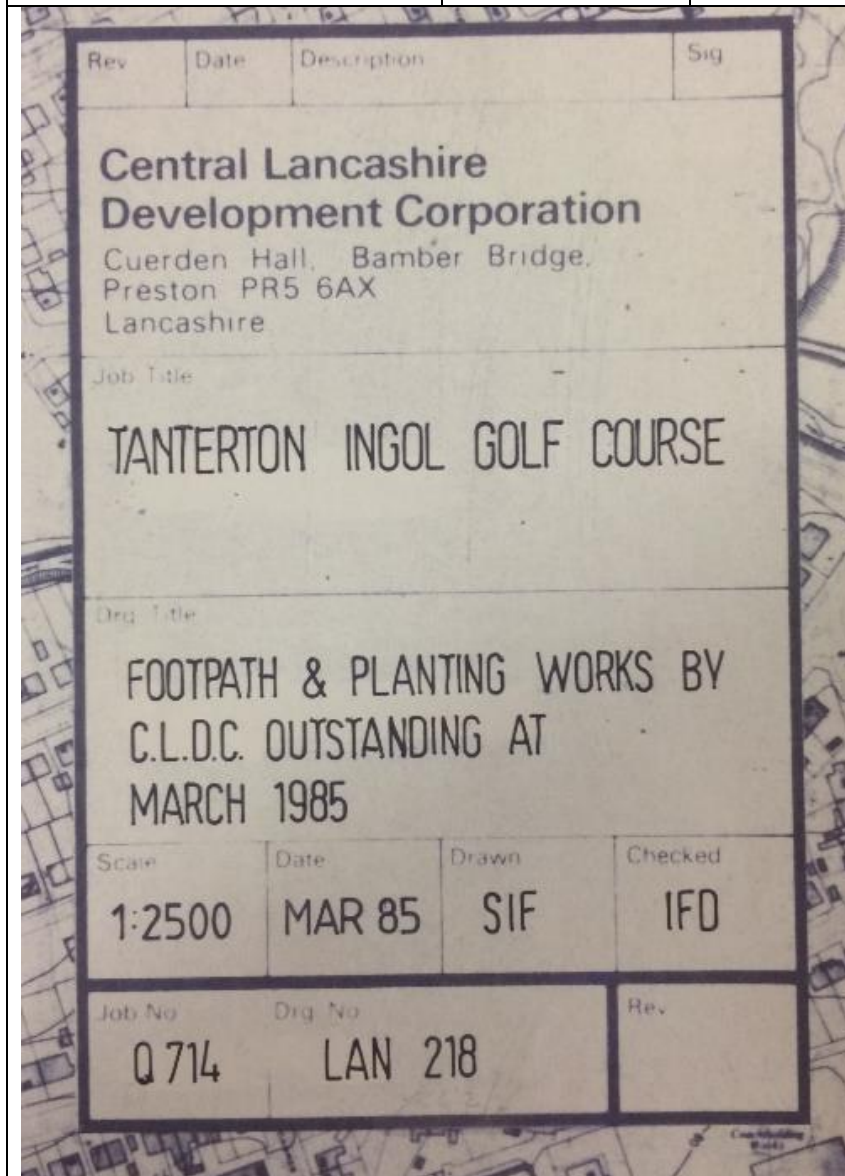 Rev Date Description Sig
Central Lancashire
Development Corporation
Cuerden Hall, Bamber Bridge,
Preston PR5 6AX
Lancashire
Job Title
TANTERTON INGOL GOLF COURSE
Drg Title
FOOTPATH & PLANTING WORKS BY
C.L.D.C. OUTSTANDING AT
MARCH 1985
Scale Date Drawn Checked
1:2500 MAR 85 SIF IFD
Job No Drg No Rev
Q 714 LAN 218